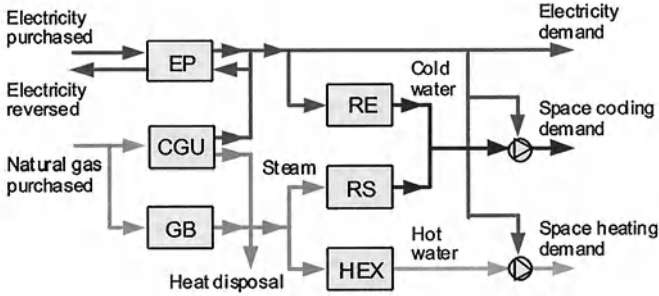 Electricity
purchased
Electricity
demand
EP
Cold
water
Electricity
reversed
RE
Space cooling
demand
CGU
Natural gas
purchased
Steam
RS
GB
Hot
water
Space heating
demand
HEX
Heat disposal